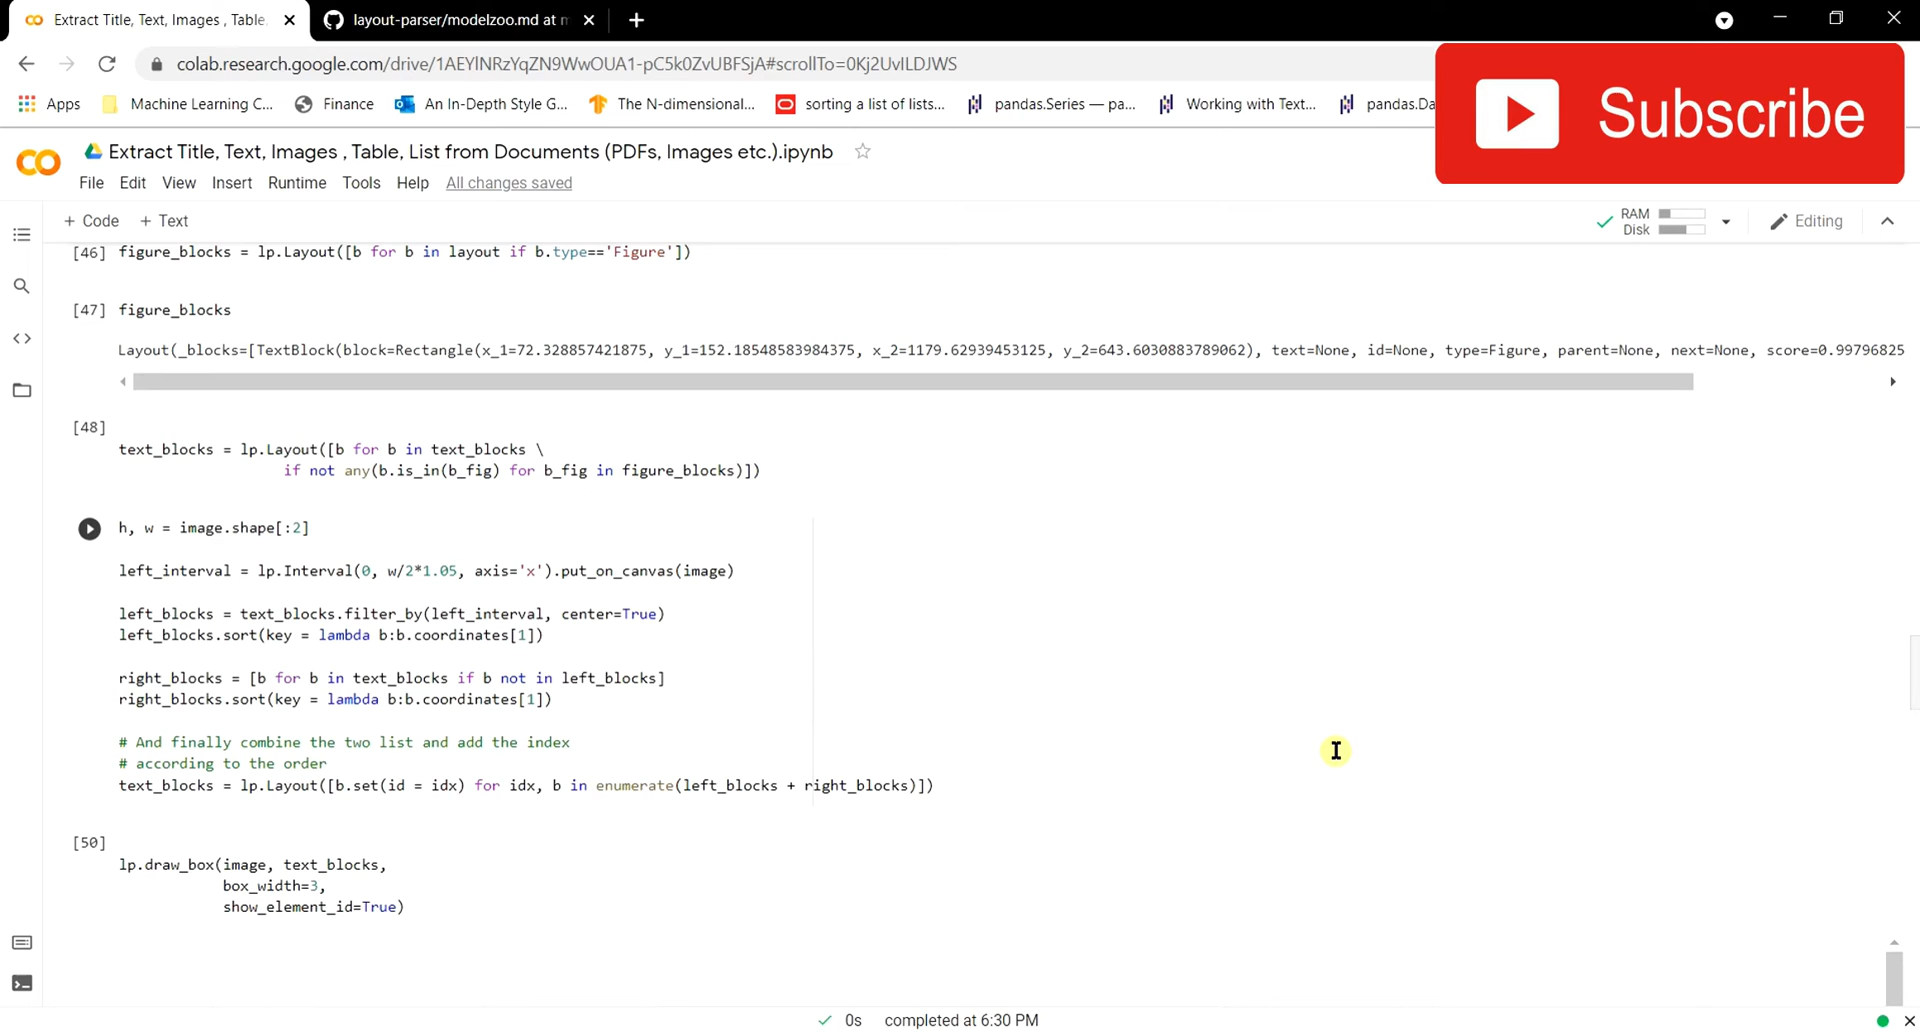 Extract Title, Text, Images , Table,
layout-parser/modelzoo.md at m
colab.research.google.com/drive/1AEYlNRzYqZN9WwOUA1-pC5k0ZvUBFSjA#scrollTo=0Kj2UvILDJWS
Apps Machine Learning C... Finance An In-Depth Style G... The N-dimensional... sorting a list of lists... pandas.Series — pa... Working with Text... pandas.Da
Subscribe
Extract Title, Text, Images , Table, List from Documents (PDFs, Images etc.).ipynb
File Edit View Insert Runtime Tools Help All changes saved
+ Code + Text
RAM
Disk
Editing
[46] figure_blocks = lp.Layout([b for b in layout if b.type=='Figure'])
[47] figure_blocks
Layout(_blocks=[TextBlock(block=Rectangle(x_1=72.328857421875, y_1=152.18548583984375, x_2=1179.62939453125, y_2=643.6030883789062), text=None, id=None, type=Figure, parent=None, next=None, score=0.99796825
[48]
text_blocks = lp.Layout([b for b in text_blocks \
if not any(b.is_in(b_fig) for b_fig in figure_blocks)])
h, w = image.shape[:2]
left_interval = lp.Interval(0, w/2*1.05, axis='x').put_on_canvas(image)
left_blocks = text_blocks.filter_by(left_interval, center=True)
left_blocks.sort(key = lambda b:b.coordinates[1])
right_blocks = [b for b in text_blocks if b not in left_blocks]
right_blocks.sort(key = lambda b:b.coordinates[1])
# And finally combine the two list and add the index
# according to the order
text_blocks = lp.Layout([b.set(id = idx) for idx, b in enumerate(left_blocks + right_blocks)])
[50]
lp.draw_box(image, text_blocks,
box_width=3,
show_element_id=True)
0s completed at 6:30 PM